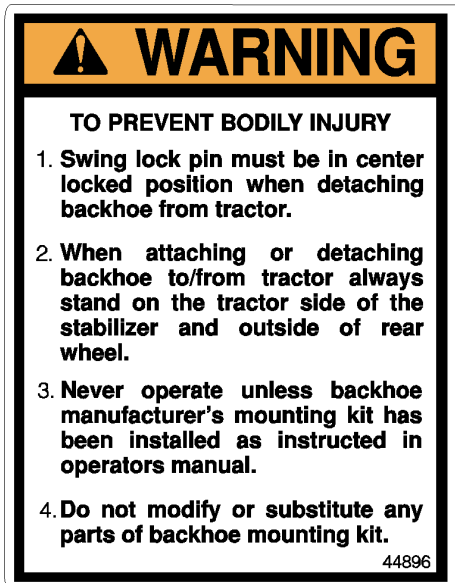 WARNING
TO PREVENT BODILY INJURY
1. Swing lock pin must be in center
locked position when detaching
backhoe from tractor.
2. When attaching or detaching
backhoe to/from tractor always
stand on the tractor side of the
stabilizer and outside of rear
wheel.
3. Never operate unless backhoe
manufacturer's mounting kit has
been installed as instructed in
operators manual.
4. Do not modify or substitute any
parts of backhoe mounting kit.
44896